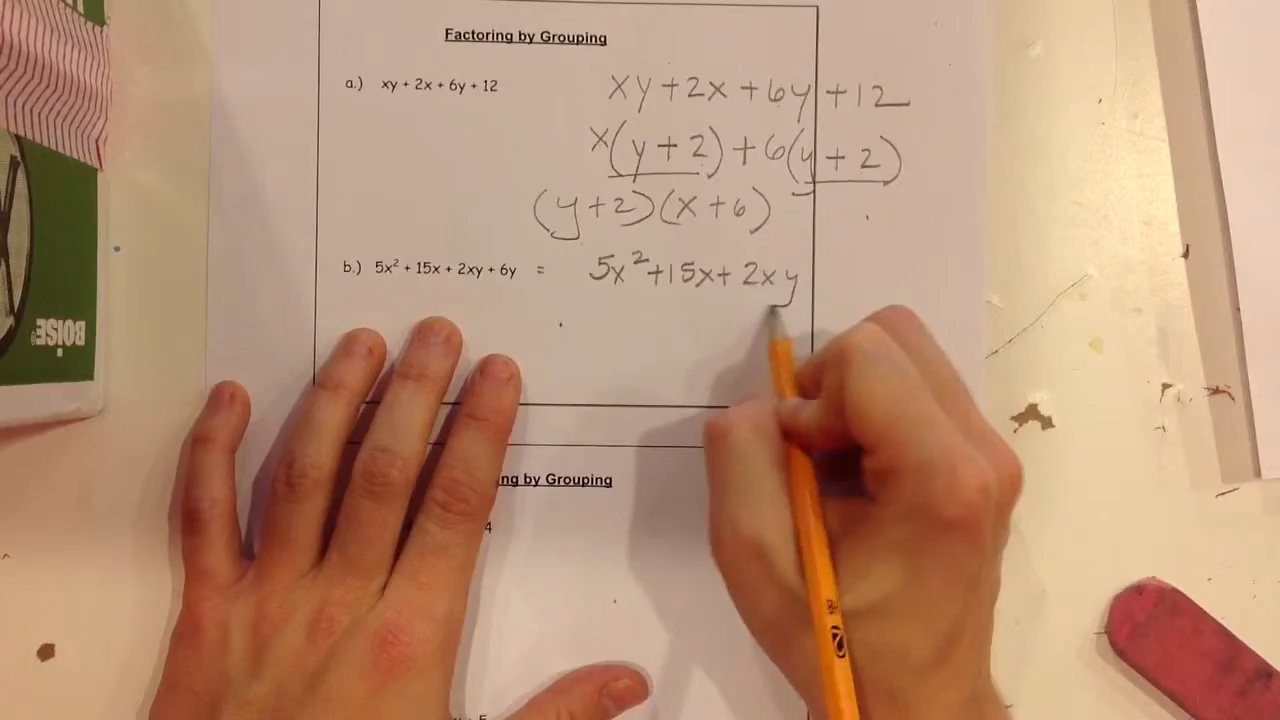 Factoring by Grouping
a.) xy + 2x + 6y + 12
xy + 2x + 6y + 12
x(y + 2) + 6(y + 2)
(y + 2)(x + 6)
b.) 5x² + 15x + 2xy + 6y =
5x² + 15x + 2xy
BOISE
ng by Grouping
4